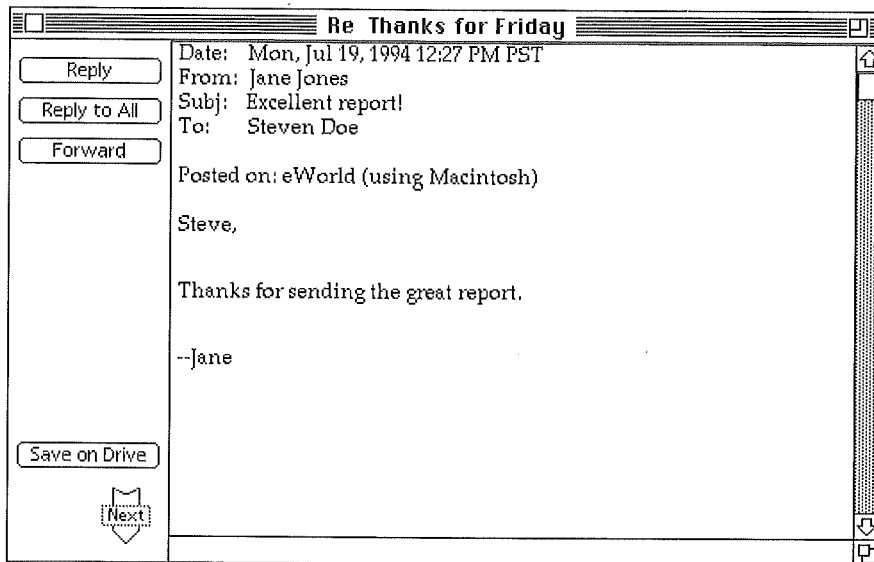 Re Thanks for Friday
Reply
Reply to All
Forward
Save on Drive
Next
Date: Mon, Jul 19, 1994 12:27 PM PST
From: Jane Jones
Subj: Excellent report!
To: Steven Doe
Posted on: eWorld (using Macintosh)
Steve,
Thanks for sending the great report.
--Jane